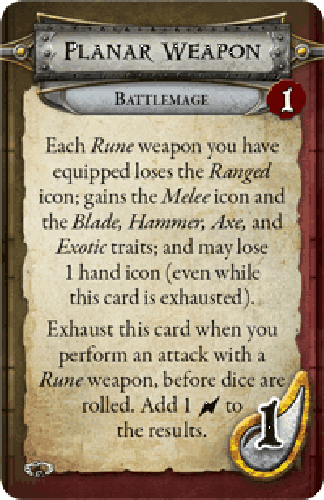 PLANAR WEAPON
BATTLEMAGE
1
Each Rune weapon you have
equipped loses the Ranged
icon; gains the Melee icon and
the Blade, Hammer, Axe, and
Exotic traits; and may lose
1 hand icon (even while
this card is exhausted).
Exhaust this card when you
perform an attack with a
Rune weapon, before dice are
rolled. Add 1 to
the results.
1